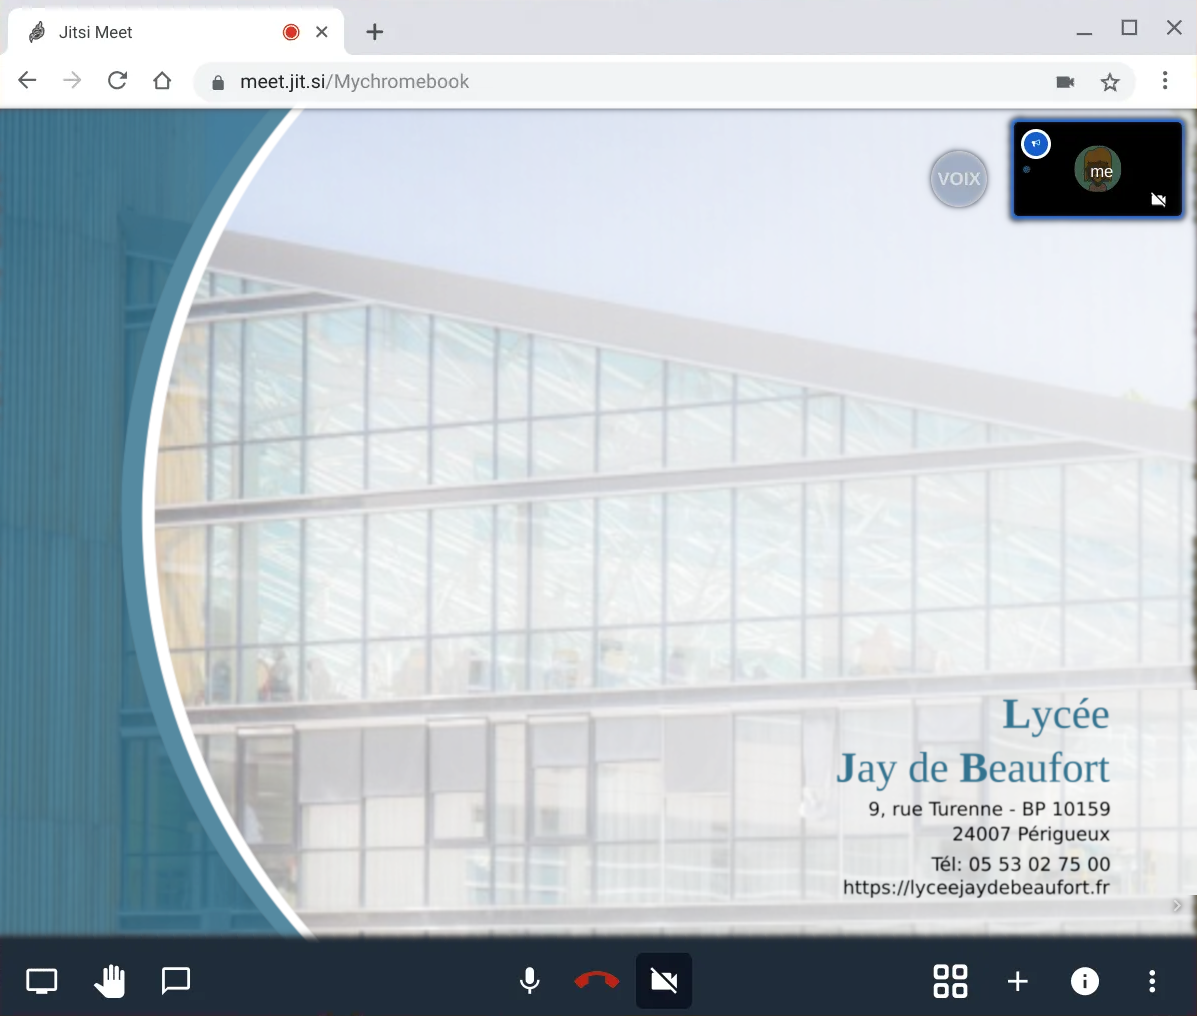 Jitsi Meet
meet.jit.si/Mychromebook
VOIX
me
Lycée
Jay de Beaufort
9, rue Turenne - BP 10159
24007 Périgueux
Tél: 05 53 02 75 00
https://lyceejaydebeaufort.fr